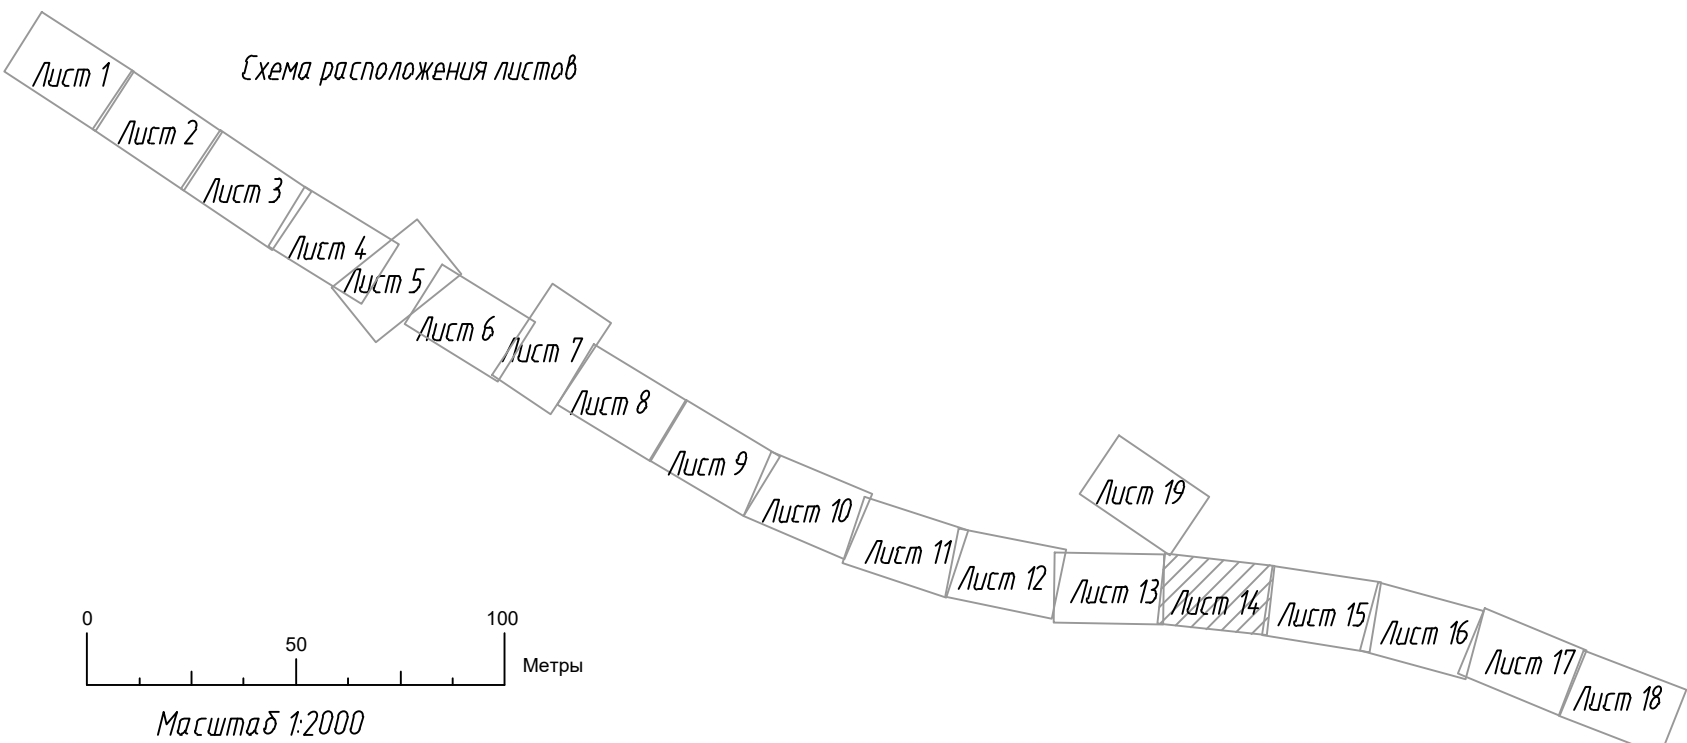 Схема расположения листов
Лист 1
Лист 2
Лист 3
Лист 4
Лист 5
Лист 6
Лист 7
Лист 8
Лист 9
Лист 10
Лист 11
Лист 12
Лист 13
Лист 14
Лист 15
Лист 16
Лист 17
Лист 18
Лист 19
0
50
100
Метры
Масштаб 1:2000